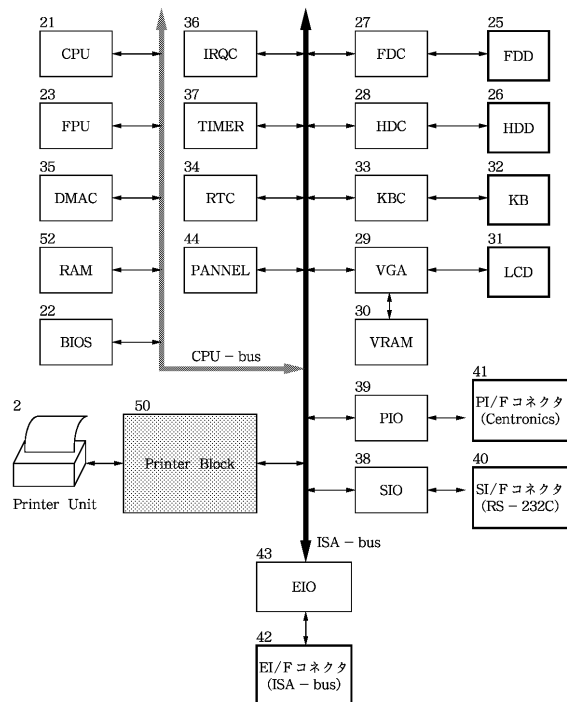 21
CPU
36
IRQC
27
FDC
25
FDD
23
FPU
37
TIMER
28
HDC
26
HDD
35
DMAC
34
RTC
33
KBC
32
KB
52
RAM
44
PANNEL
29
VGA
31
LCD
22
BIOS
30
VRAM
CPU - bus
2
Printer Unit
50
Printer Block
39
PIO
41
PI/Fコネクタ
(Centronics)
38
SIO
40
SI/Fコネクタ
(RS - 232C)
ISA - bus
43
EIO
42
EI/Fコネクタ
(ISA - bus)